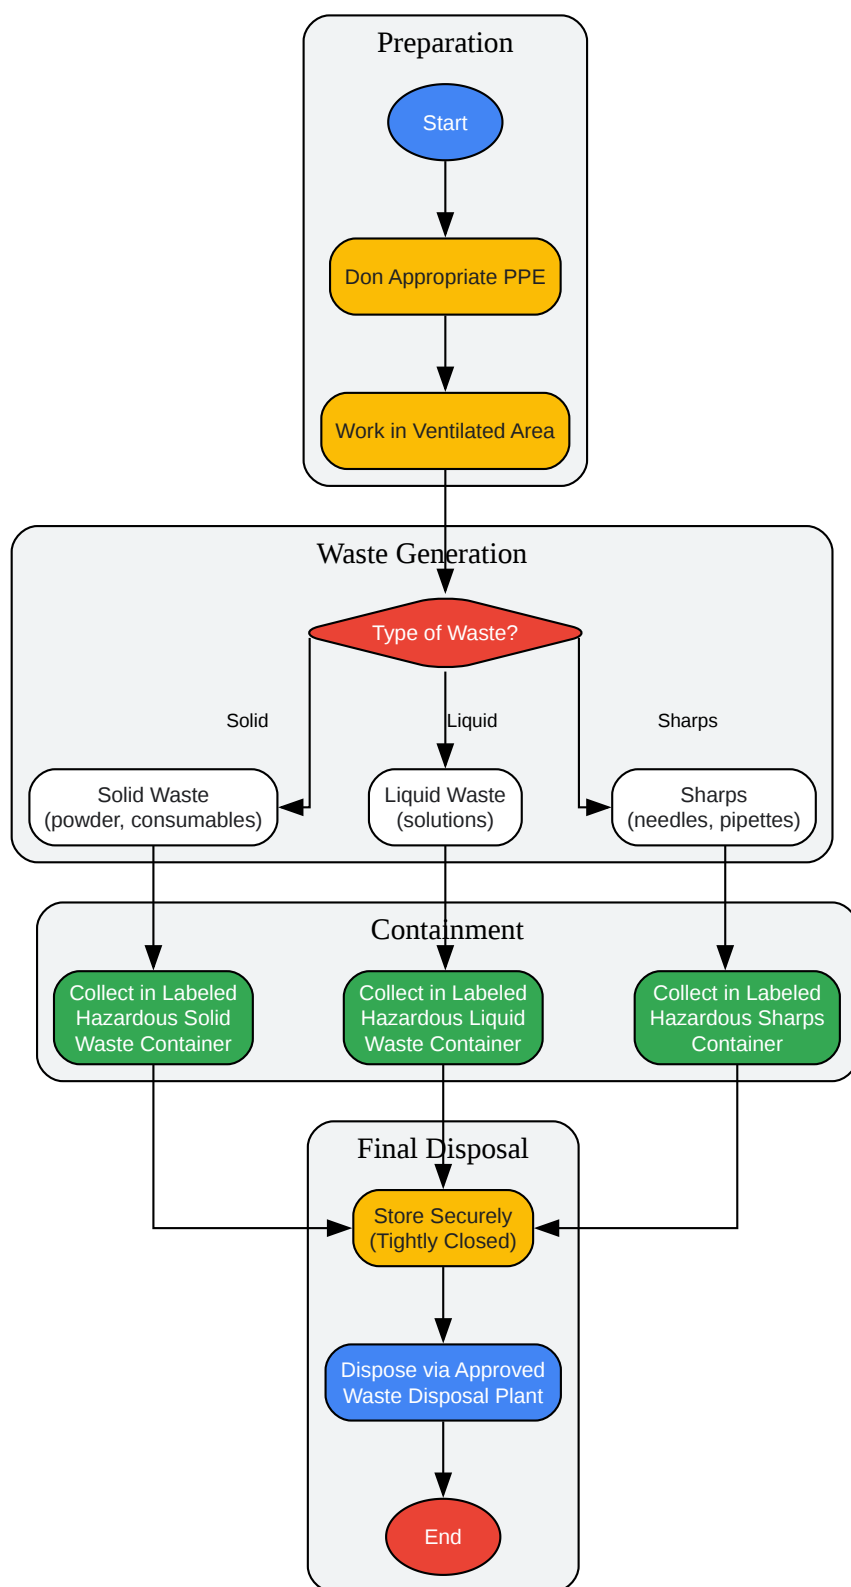 Preparation
Start
Don Appropriate PPE
Work in Ventilated Area
Waste Generation
Type of Waste?
Solid
Liquid
Sharps
Solid Waste
(powder, consumables)
Liquid Waste
(solutions)
Sharps
(needles, pipettes)
Containment
Collect in Labeled
Hazardous Solid
Waste Container
Collect in Labeled
Hazardous Liquid
Waste Container
Collect in Labeled
Hazardous Sharps
Container
Final Disposal
Store Securely
(Tightly Closed)
Dispose via Approved
Waste Disposal Plant
End